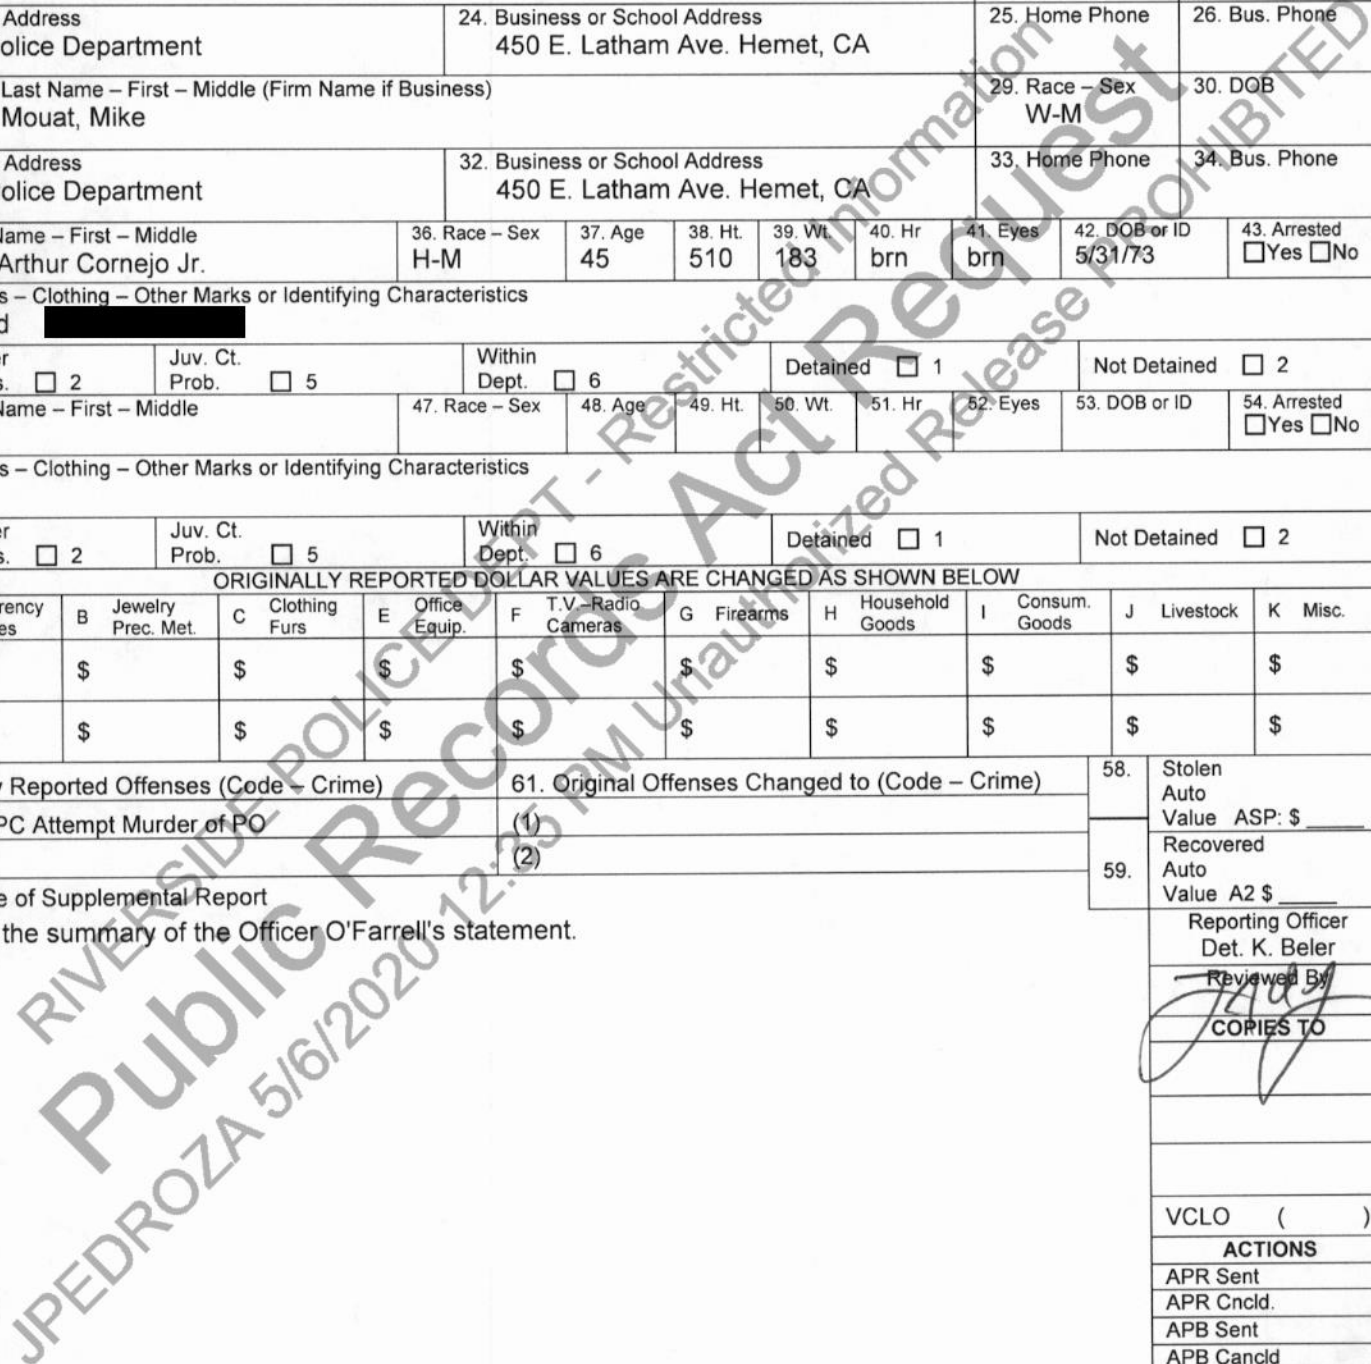 Address 24. Business or School Address 25. Home Phone 26. Bus. Phone
olice Department 450 E. Latham Ave. Hemet, CA
Last Name – First – Middle (Firm Name if Business) 29. Race – Sex 30. DOB
Mouat, Mike W-M
Address 32. Business or School Address 33. Home Phone 34. Bus. Phone
olice Department 450 E. Latham Ave. Hemet, CA
Name – First – Middle 36. Race – Sex 37. Age 38. Ht. 39. Wt. 40. Hr 41. Eyes 42. DOB or ID 43. Arrested
Arthur Cornejo Jr. H-M 45 510 183 brn brn 5/31/73 Yes No
s – Clothing – Other Marks or Identifying Characteristics
d
er Juv. Ct. Within Detained 1 Not Detained 2
s. 2 Prob. 5 Dept. 6
Name – First – Middle 47. Race – Sex 48. Age 49. Ht. 50. Wt. 51. Hr 52. Eyes 53. DOB or ID 54. Arrested
Yes No
s – Clothing – Other Marks or Identifying Characteristics
er Juv. Ct. Within Detained 1 Not Detained 2
s. 2 Prob. 5 Dept. 6
ORIGINALLY REPORTED DOLLAR VALUES ARE CHANGED AS SHOWN BELOW
rency B Jewelry C Clothing E Office F T.V.–Radio G Firearms H Household I Consum. J Livestock K Misc.
es Prec. Met. Furs Equip. Cameras Goods Goods
$ $ $ $ $ $ $ $ $
$ $ $ $ $ $ $ $ $
y Reported Offenses (Code – Crime) 61. Original Offenses Changed to (Code – Crime)
PC Attempt Murder of PO (1)
(2)
58. Stolen
Auto
Value ASP: $
Recovered
59. Auto
Value A2 $
e of Supplemental Report
the summary of the Officer O'Farrell's statement.
Reporting Officer
Det. K. Beler
Reviewed By
COPIES TO
VCLO ( )
ACTIONS
APR Sent
APR Cncld.
APB Sent
APB Cancld
RIVERSIDE POLICE DEPT - Restricted Information
Public Records Act Request
JPEDROZA 5/6/2020 12:35 PM Unauthorized Release PROHIBITED